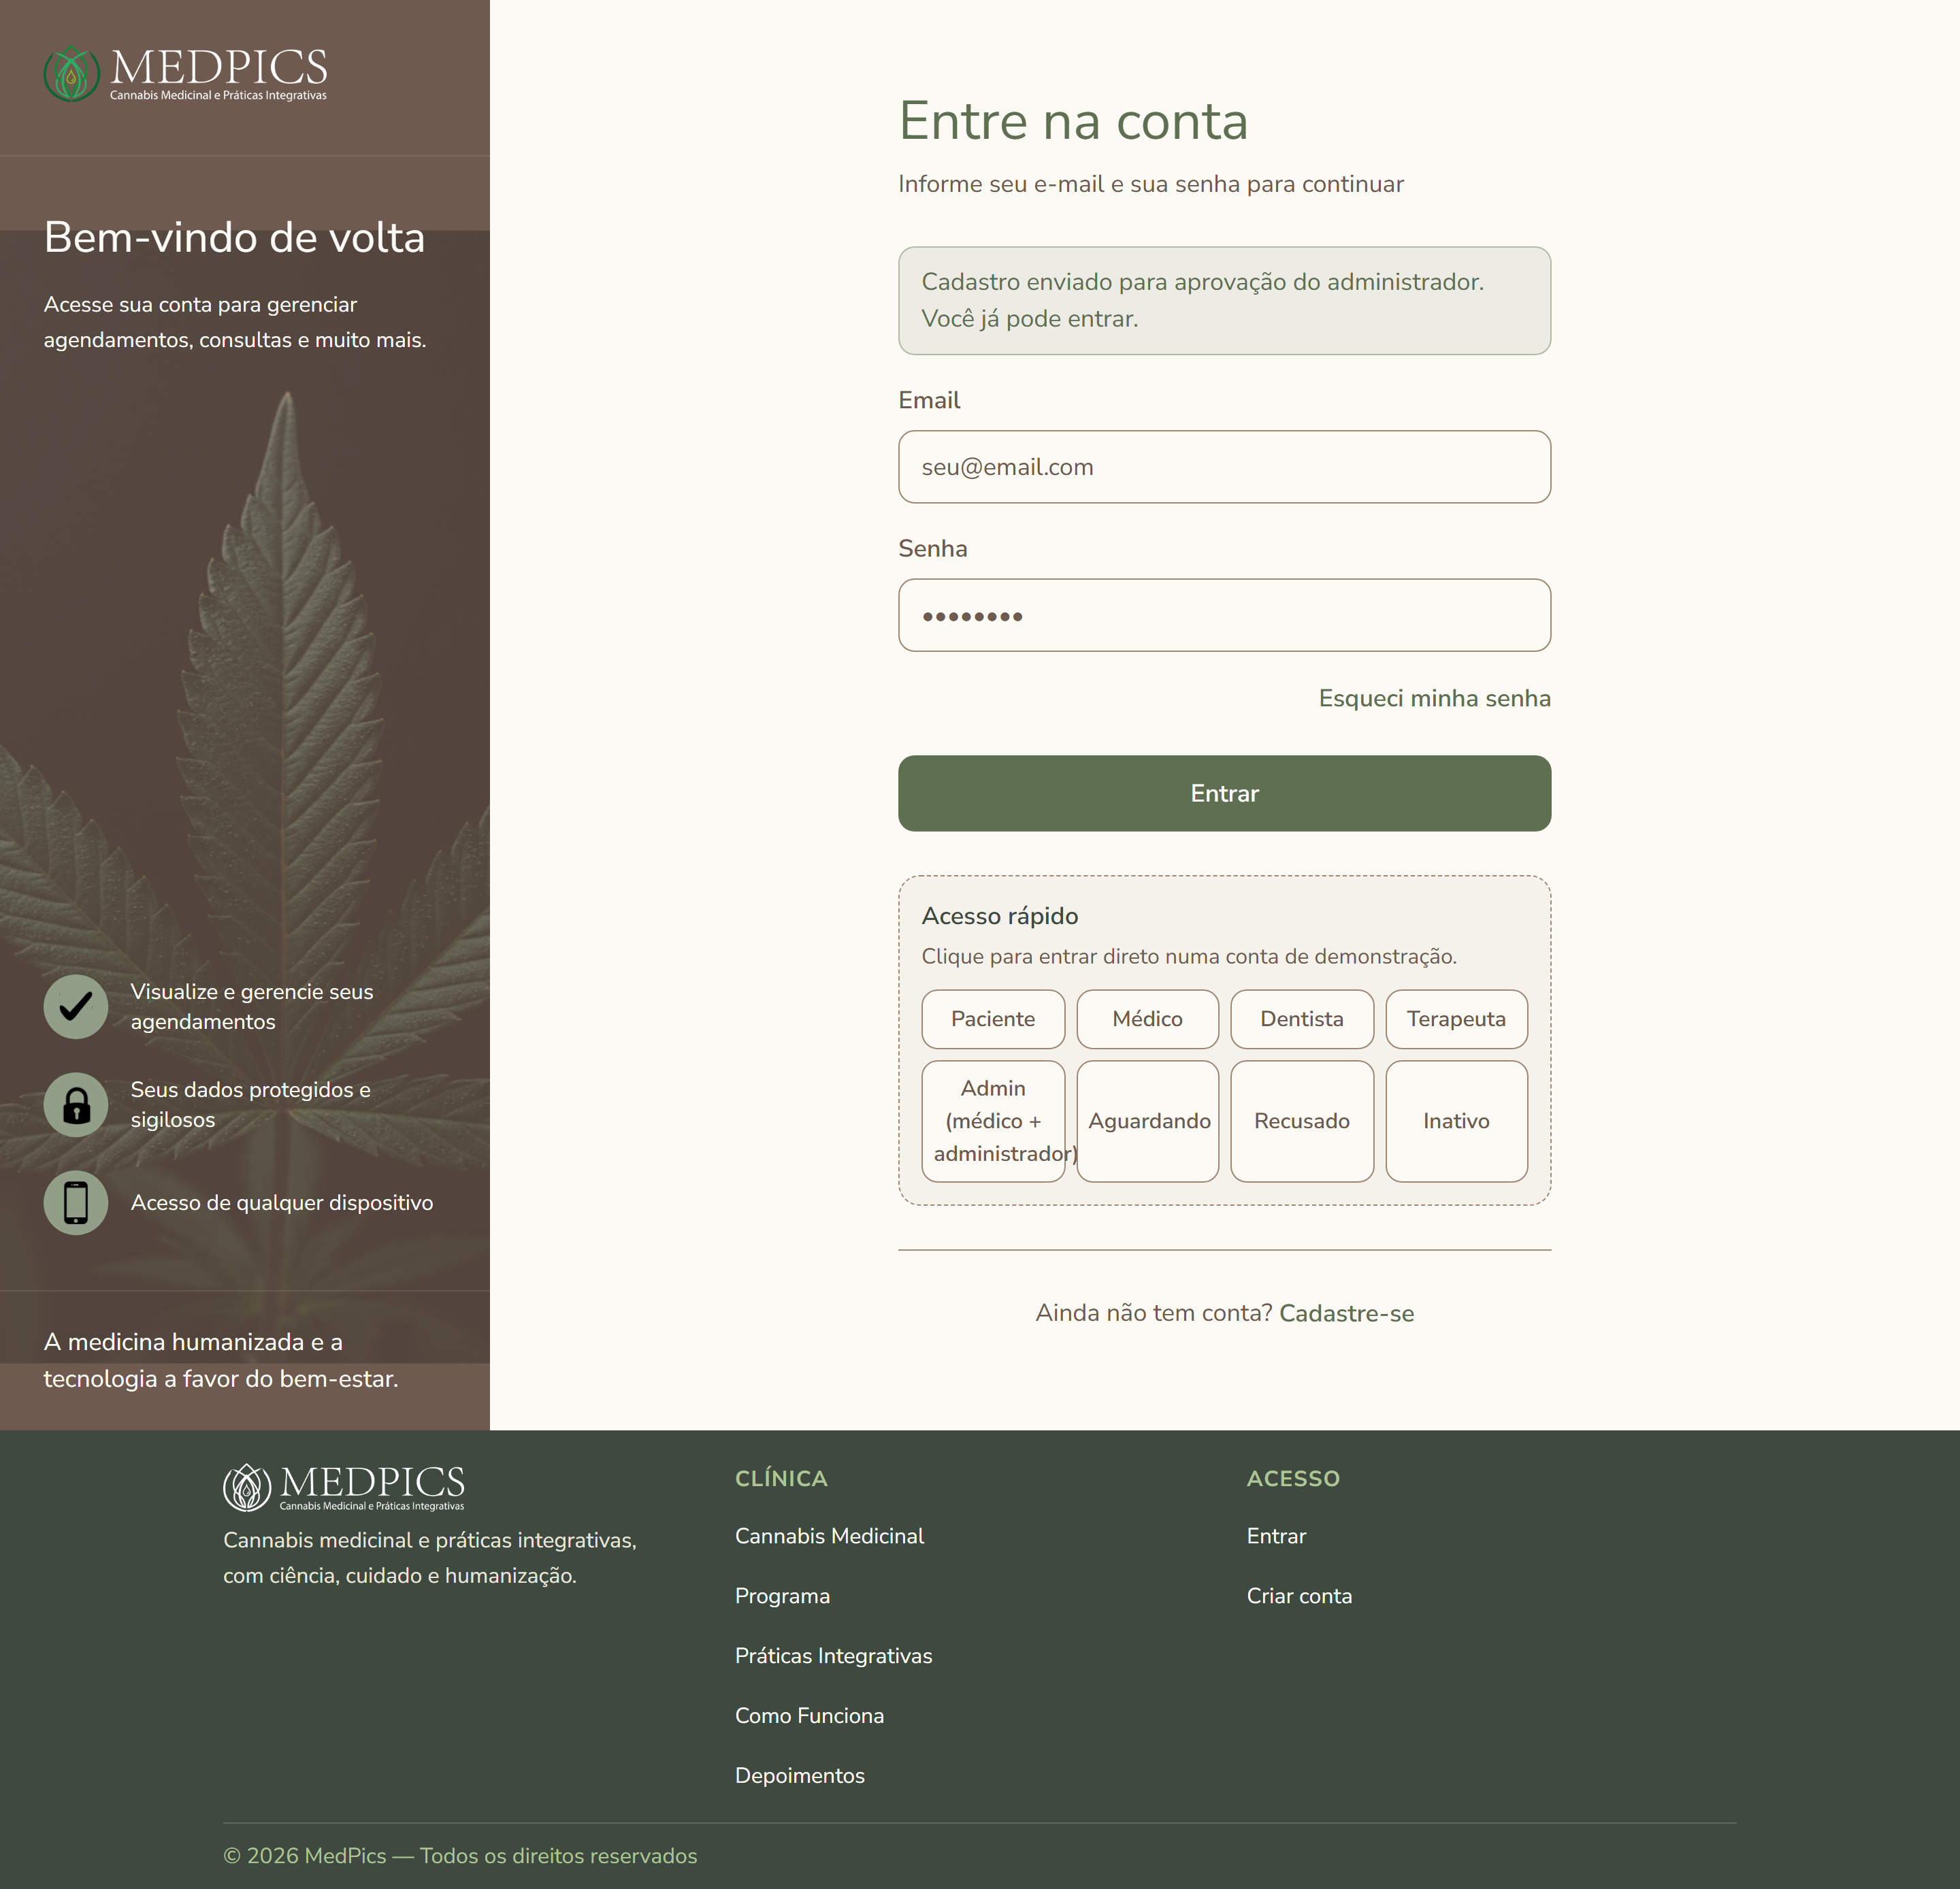 MEDPICS
Cannabis Medicinal e Práticas Integrativas
Bem-vindo de volta
Acesse sua conta para gerenciar
agendamentos, consultas e muito mais.
Visualize e gerencie seus
agendamentos
Seus dados protegidos e
sigilosos
Acesso de qualquer dispositivo
A medicina humanizada e a
tecnologia a favor do bem-estar.
Entre na conta
Informe seu e-mail e sua senha para continuar
Cadastro enviado para aprovação do administrador.
Você já pode entrar.
Email
seu@email.com
Senha
••••••••
Esqueci minha senha
Entrar
Acesso rápido
Clique para entrar direto numa conta de demonstração.
Paciente
Médico
Dentista
Terapeuta
Admin
(médico +
administrador)
Aguardando
Recusado
Inativo
Ainda não tem conta? Cadastre-se
MEDPICS
Cannabis Medicinal e Práticas Integrativas
Cannabis medicinal e práticas integrativas,
com ciência, cuidado e humanização.
CLÍNICA
Cannabis Medicinal
Programa
Práticas Integrativas
Como Funciona
Depoimentos
ACESSO
Entrar
Criar conta
© 2026 MedPics — Todos os direitos reservados